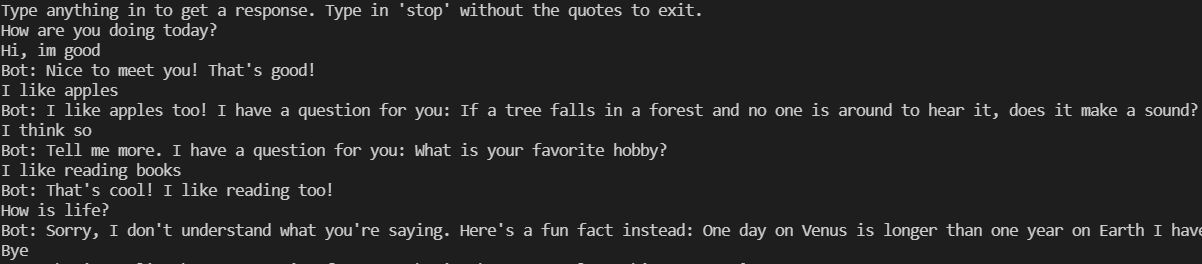 Type anything in to get a response. Type in 'stop' without the quotes to exit.
How are you doing today?
Hi, im good
Bot: Nice to meet you! That's good!
I like apples
Bot: I like apples too! I have a question for you: If a tree falls in a forest and no one is around to hear it, does it make a sound?
I think so
Bot: Tell me more. I have a question for you: What is your favorite hobby?
I like reading books
Bot: That's cool! I like reading too!
How is life?
Bot: Sorry, I don't understand what you're saying. Here's a fun fact instead: One day on Venus is longer than one year on Earth I have
Bye